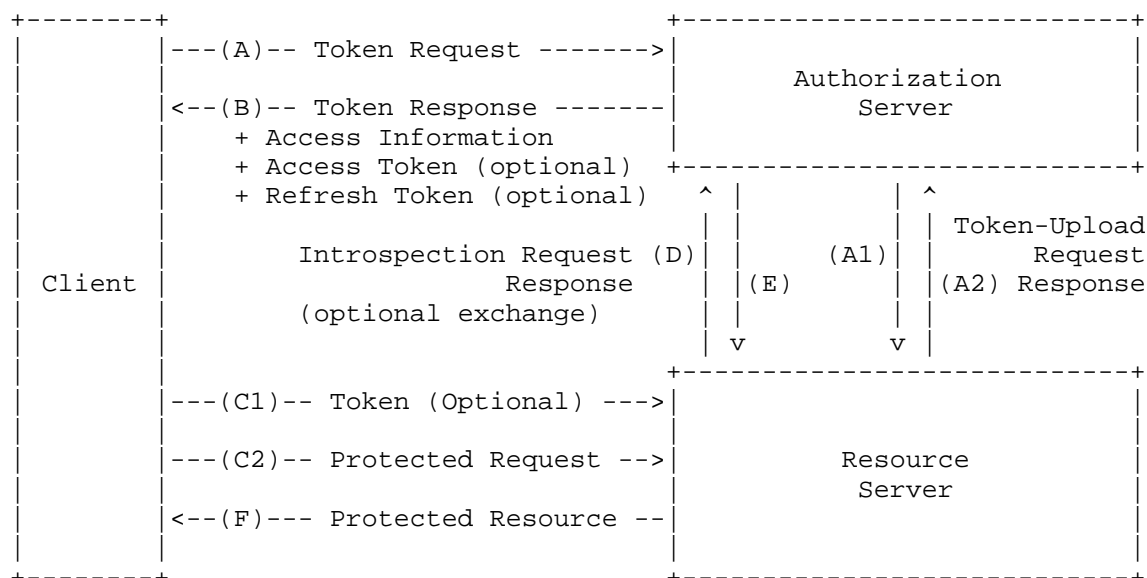 ---(A)-- Token Request ------->
Authorization
<--(B)-- Token Response -------
Server
+ Access Information
+ Access Token (optional)
+ Refresh Token (optional)
Token-Upload
Introspection Request (D)
(A1)
Request
Client
Response
(E)
(A2) Response
(optional exchange)
---(C1)-- Token (Optional) --->
---(C2)-- Protected Request -->
Resource
Server
<--(F)--- Protected Resource --